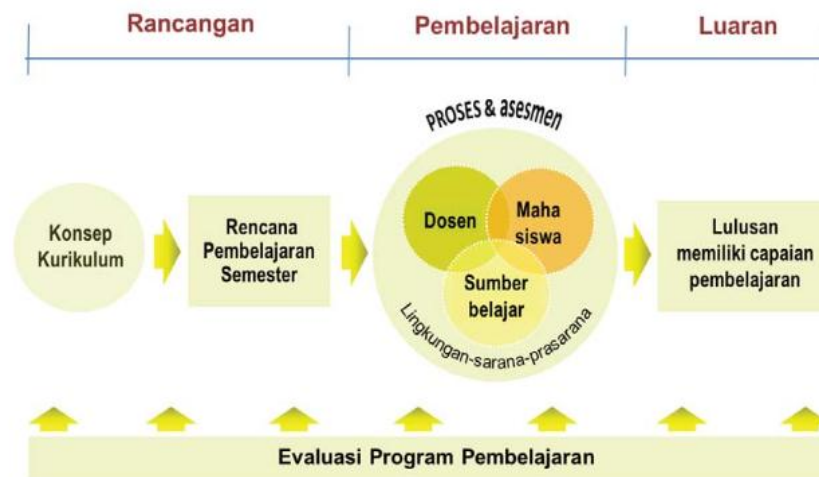 Rancangan
Pembelajaran
Luaran
PROSES & asesmen
Konsep
Kurikulum
Rencana
Pembelajaran
Semester
Dosen
Maha
siswa
Sumber
belajar
Lingkungan-sarana-prasarana
Lulusan
memiliki capaian
pembelajaran
Evaluasi Program Pembelajaran